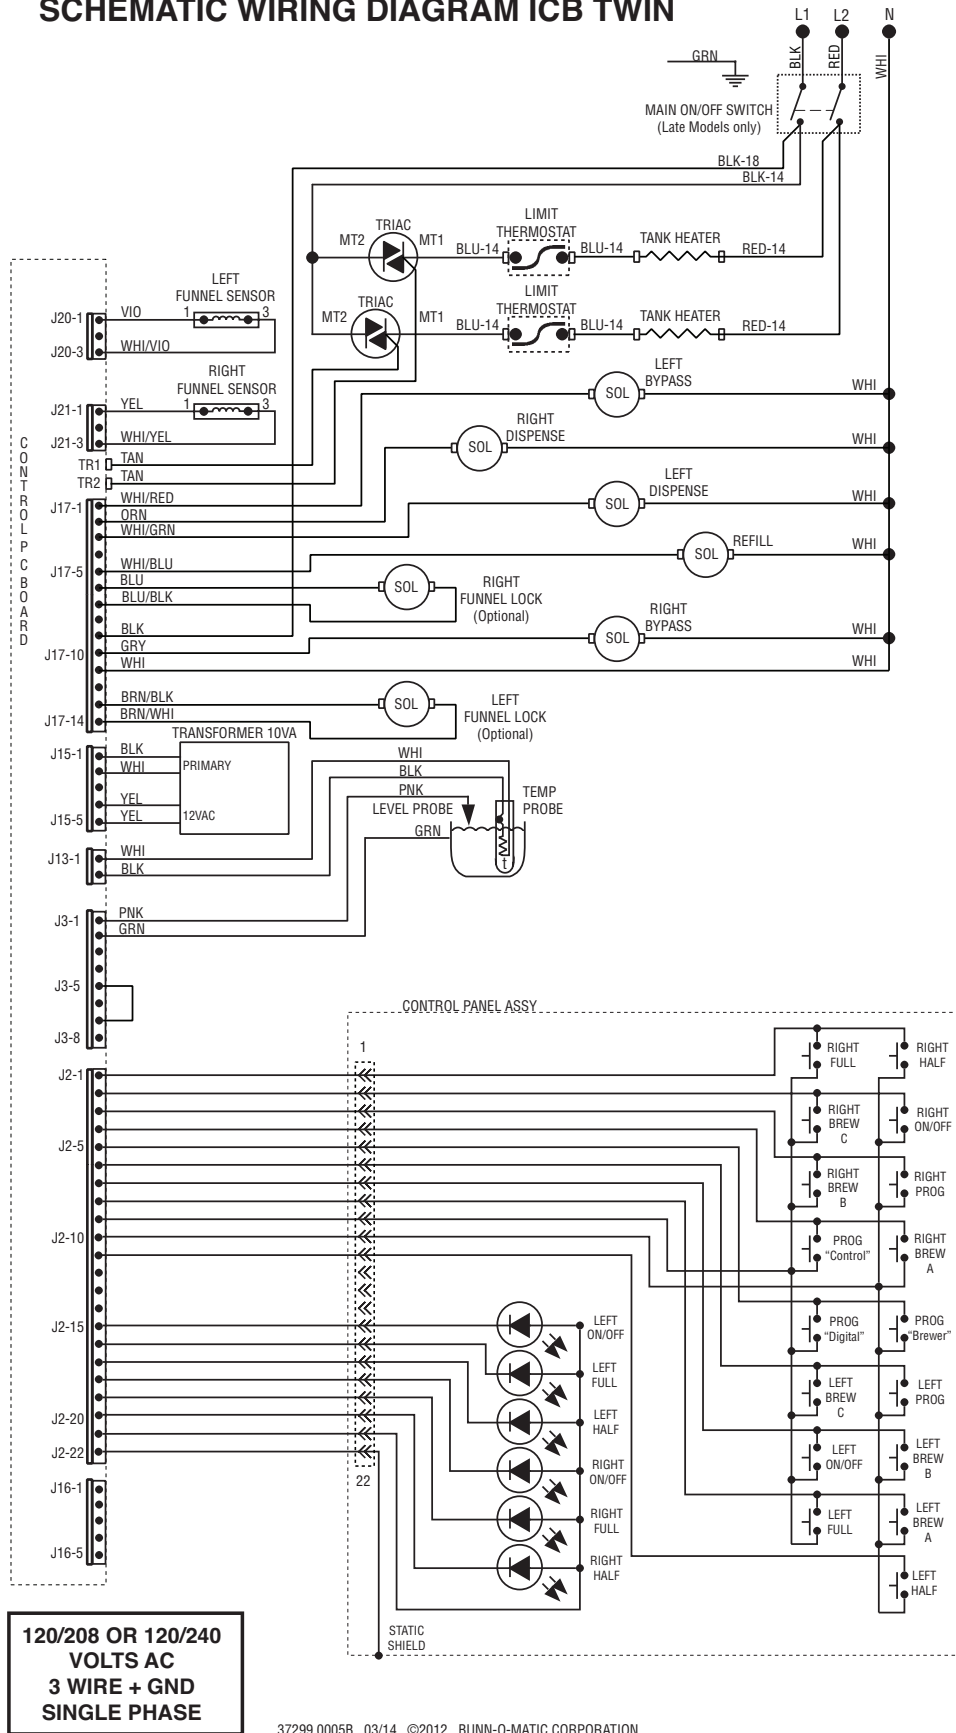 SCHEMATIC WIRING DIAGRAM ICB TWIN
L1 L2 N
GRN
BLK
RED
WHI
MAIN ON/OFF SWITCH
(Late Models only)
BLK-18
BLK-14
TRIAC
MT2 MT1
BLU-14
LIMIT
THERMOSTAT
BLU-14
TANK HEATER
RED-14
TRIAC
MT2 MT1
BLU-14
LIMIT
THERMOSTAT
BLU-14
TANK HEATER
RED-14
CONTROL PC BOARD
LEFT
FUNNEL SENSOR
J20-1 VIO 1 3
J20-3 WHI/VIO
RIGHT
FUNNEL SENSOR
J21-1 YEL 1 3
J21-3 WHI/YEL
TR1 TAN
TR2 TAN
SOL
LEFT
BYPASS
WHI
SOL
RIGHT
DISPENSE
WHI
SOL
LEFT
DISPENSE
WHI
SOL
REFILL
WHI
J17-1 WHI/RED
ORN
WHI/GRN
J17-5 WHI/BLU
BLU
BLU/BLK
SOL
RIGHT
FUNNEL LOCK
(Optional)
BLK
J17-10 GRY
WHI
SOL
RIGHT
BYPASS
WHI
WHI
BRN/BLK
J17-14 BRN/WHI
SOL
LEFT
FUNNEL LOCK
(Optional)
TRANSFORMER 10VA
J15-1 BLK
WHI
PRIMARY
YEL
J15-5 YEL
12VAC
WHI
BLK
PNK
LEVEL PROBE
GRN
TEMP
PROBE
t
J13-1 WHI
BLK
J3-1 PNK
GRN
J3-5
J3-8
CONTROL PANEL ASSY
1
J2-1
J2-5
J2-10
J2-15
J2-20
J2-22
22
RIGHT
FULL
RIGHT
HALF
RIGHT
BREW
C
RIGHT
ON/OFF
RIGHT
BREW
B
RIGHT
PROG
PROG
“Control”
RIGHT
BREW
A
PROG
“Digital”
PROG
“Brewer”
LEFT
BREW
C
LEFT
PROG
LEFT
ON/OFF
LEFT
BREW
B
LEFT
FULL
LEFT
BREW
A
LEFT
HALF
LEFT
ON/OFF
LEFT
FULL
LEFT
HALF
RIGHT
ON/OFF
RIGHT
FULL
RIGHT
HALF
J16-1
J16-5
STATIC
SHIELD
120/208 OR 120/240
VOLTS AC
3 WIRE + GND
SINGLE PHASE
37299.0005B 03/14 ©2012 BUNN-O-MATIC CORPORATION